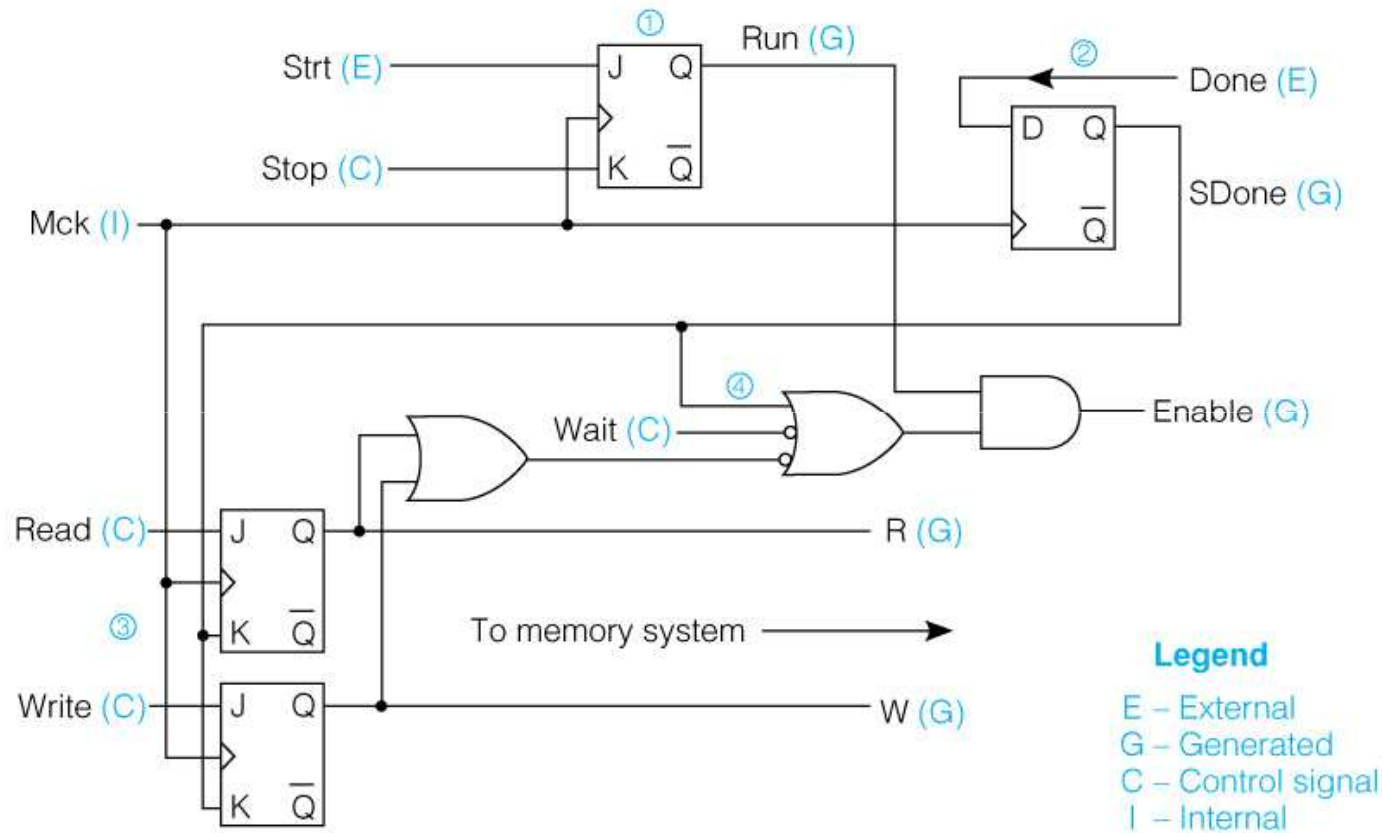 ①
Run (G)
Strt (E)
J Q
②
Done (E)
D Q
Stop (C)
K Q̅
SDone (G)
Mck (I)
Q̅
④
Wait (C)
Enable (G)
Read (C)
J Q
R (G)
③
K Q̅
To memory system
Write (C)
J Q
W (G)
K Q̅
Legend
E – External
G – Generated
C – Control signal
I – Internal